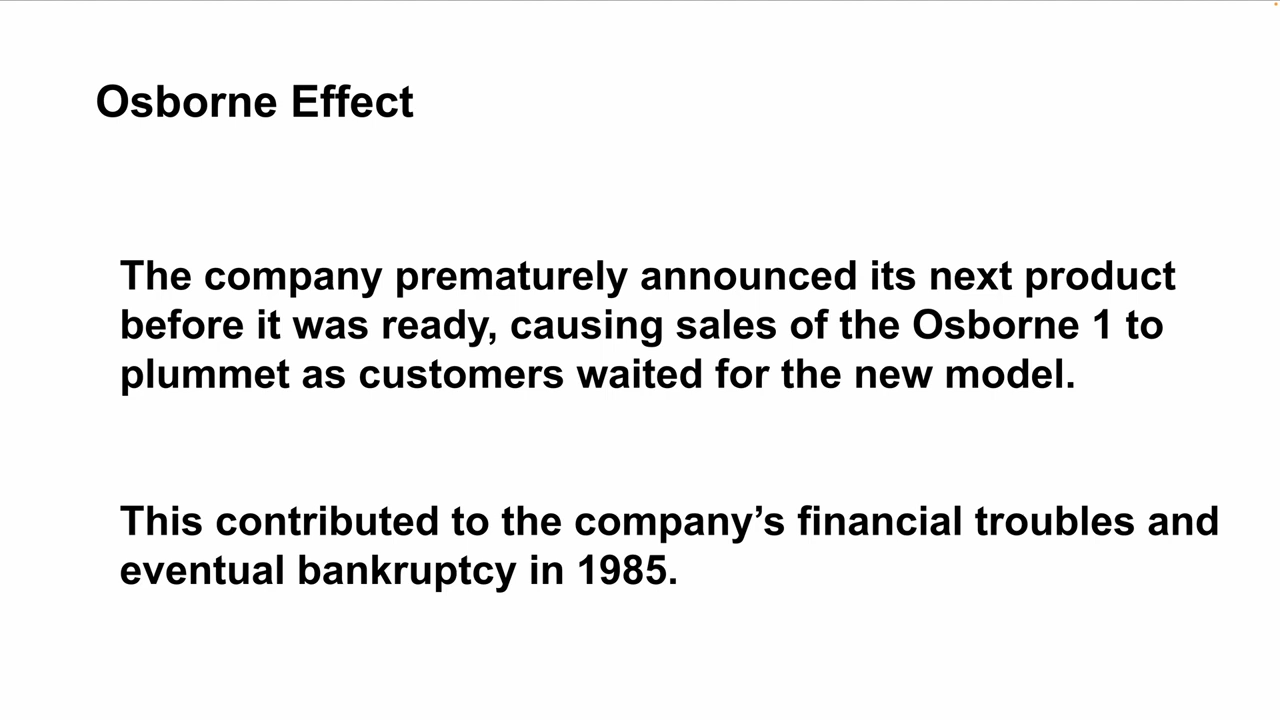 Osborne Effect
The company prematurely announced its next product
before it was ready, causing sales of the Osborne 1 to
plummet as customers waited for the new model.
This contributed to the company’s financial troubles and
eventual bankruptcy in 1985.